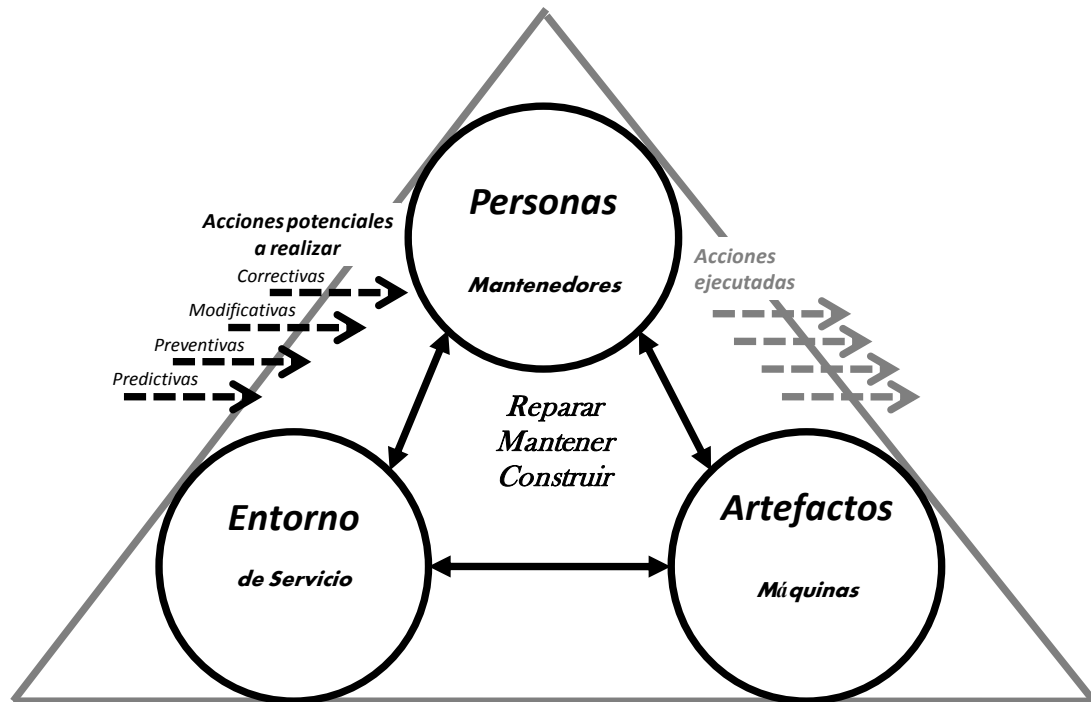 Personas
Mantenedores
Acciones potenciales
a realizar
Correctivas
Modificativas
Preventivas
Predictivas
Acciones
ejecutadas
Reparar
Mantener
Construir
Entorno
de Servicio
Artefactos
Máquinas